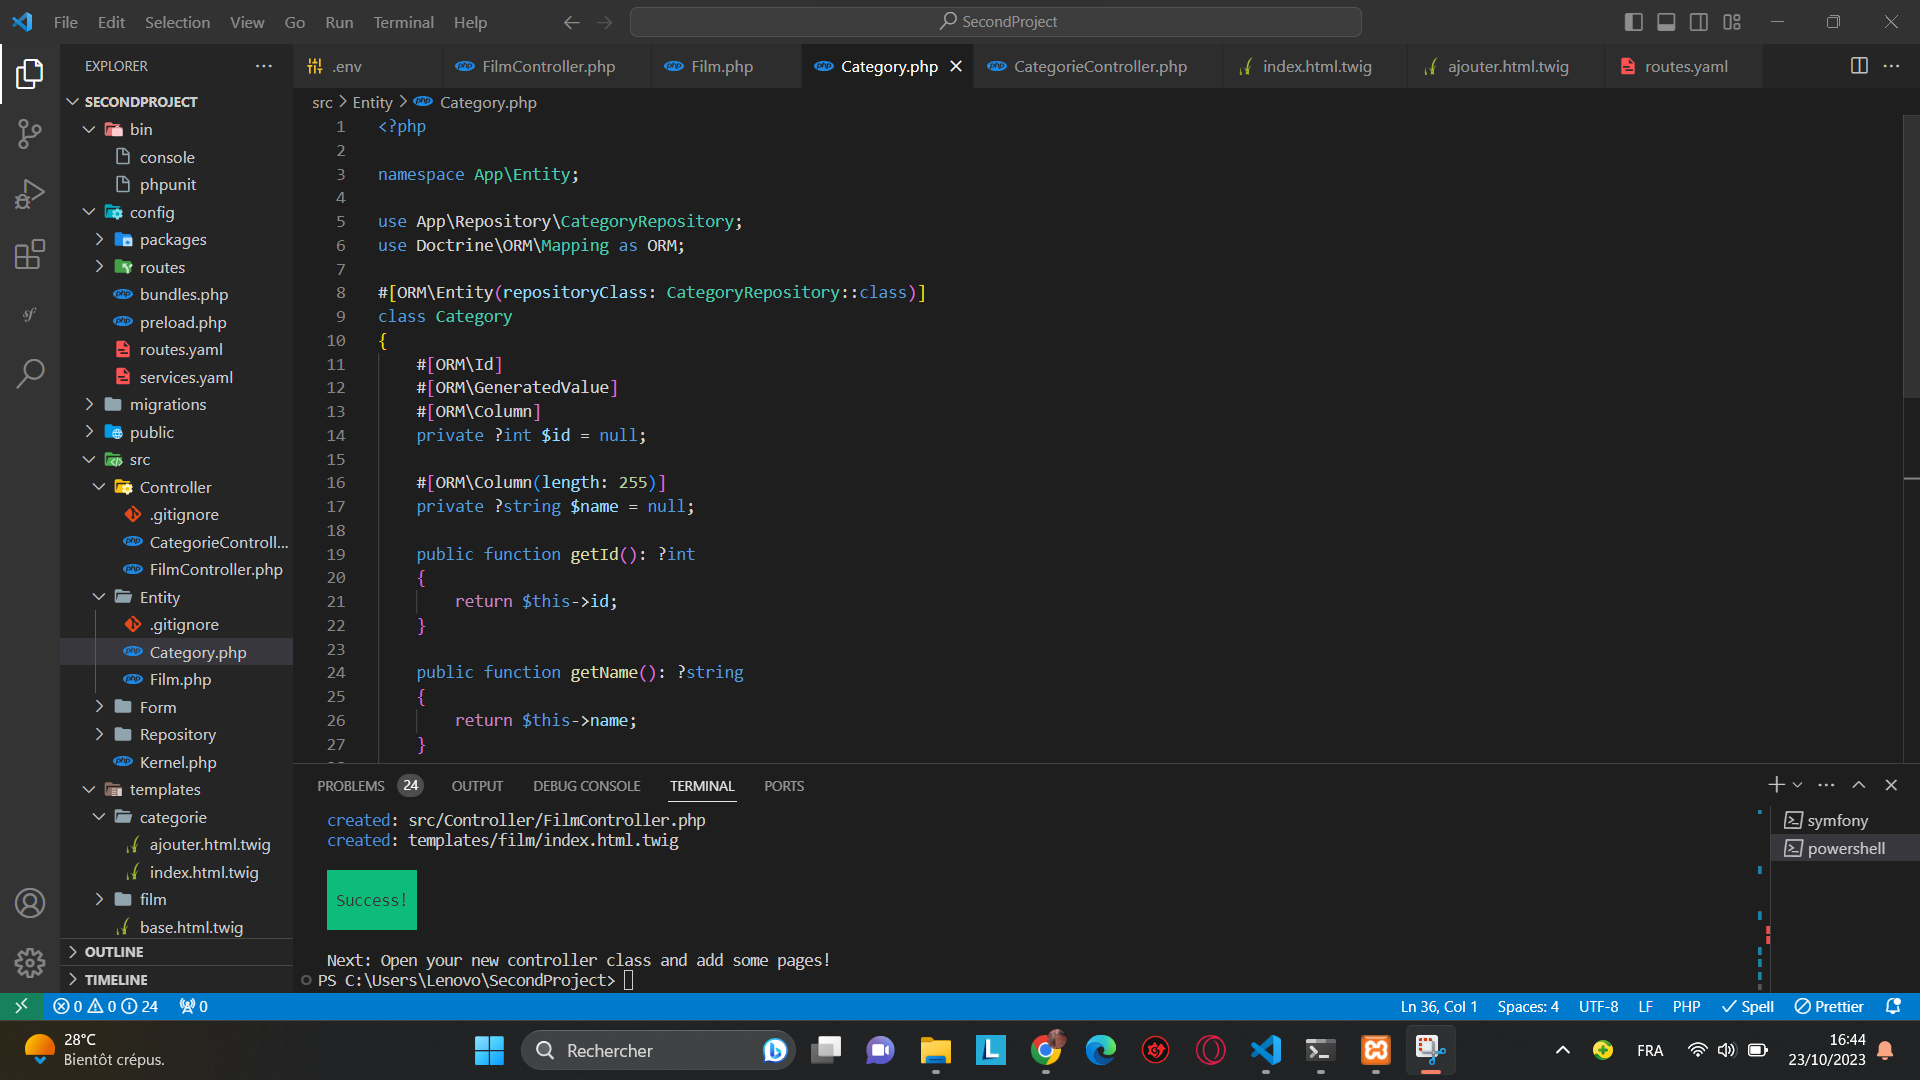 File Edit Selection View Go Run Terminal Help
SecondProject
EXPLORER
.env
FilmController.php
Film.php
Category.php
CategorieController.php
index.html.twig
ajouter.html.twig
routes.yaml
SECONDPROJECT
bin
console
phpunit
config
packages
routes
bundles.php
preload.php
routes.yaml
services.yaml
migrations
public
src
Controller
.gitignore
CategorieControll...
FilmController.php
Entity
.gitignore
Category.php
Film.php
Form
Repository
Kernel.php
templates
categorie
ajouter.html.twig
index.html.twig
film
base.html.twig
OUTLINE
TIMELINE
src > Entity > Category.php
1 <?php
2
3 namespace App\Entity;
4
5 use App\Repository\CategoryRepository;
6 use Doctrine\ORM\Mapping as ORM;
7
8 #[ORM\Entity(repositoryClass: CategoryRepository::class)]
9 class Category
10 {
11 #[ORM\Id]
12 #[ORM\GeneratedValue]
13 #[ORM\Column]
14 private ?int $id = null;
15
16 #[ORM\Column(length: 255)]
17 private ?string $name = null;
18
19 public function getId(): ?int
20 {
21 return $this->id;
22 }
23
24 public function getName(): ?string
25 {
26 return $this->name;
27 }
PROBLEMS 24 OUTPUT DEBUG CONSOLE TERMINAL PORTS
created: src/Controller/FilmController.php
created: templates/film/index.html.twig
Success!
Next: Open your new controller class and add some pages!
PS C:\Users\Lenovo\SecondProject>
symfony
powershell
0 0 24 0
Ln 36, Col 1 Spaces: 4 UTF-8 LF PHP Spell Prettier
28°C
Bientôt crépus.
Rechercher
L
FRA
16:44
23/10/2023